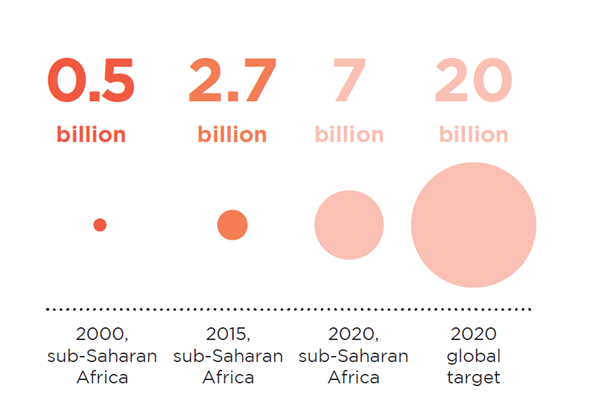 0.5
billion
2.7
billion
7
billion
20
billion
2000,
sub-Saharan
Africa
2015,
sub-Saharan
Africa
2020,
sub-Saharan
Africa
2020
global
target